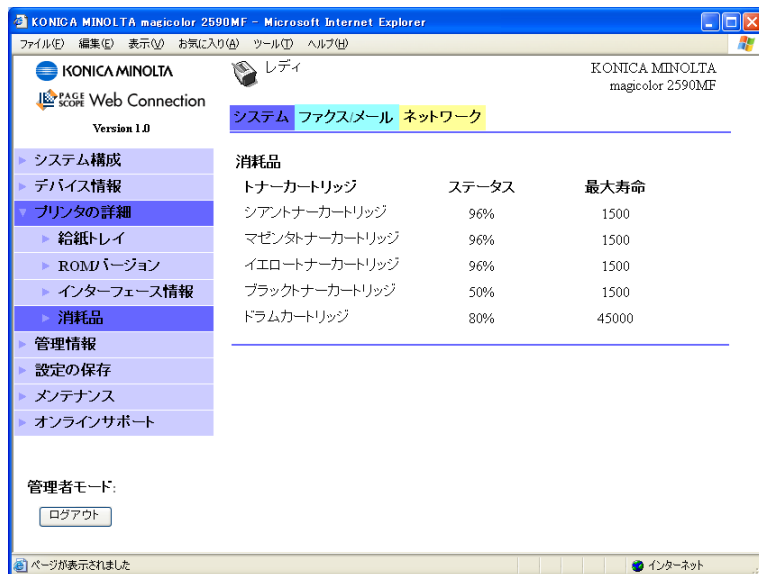 KONICA MINOLTA magicolor 2590MF - Microsoft Internet Explorer
ファイル(F) 編集(E) 表示(V) お気に入り(A) ツール(T) ヘルプ(H)
KONICA MINOLTA
PAGE SCOPE Web Connection
Version 1.0
レディ
KONICA MINOLTA
magicolor 2590MF
システム ファクス/メール ネットワーク
システム構成
デバイス情報
プリンタの詳細
給紙トレイ
ROMバージョン
インターフェース情報
消耗品
管理情報
設定の保存
メンテナンス
オンラインサポート
管理者モード:
ログアウト
消耗品
トナーカートリッジ ステータス 最大寿命
シアントナーカートリッジ 96% 1500
マゼンタトナーカートリッジ 96% 1500
イエロートナーカートリッジ 96% 1500
ブラックトナーカートリッジ 50% 1500
ドラムカートリッジ 80% 45000
ページが表示されました インターネット